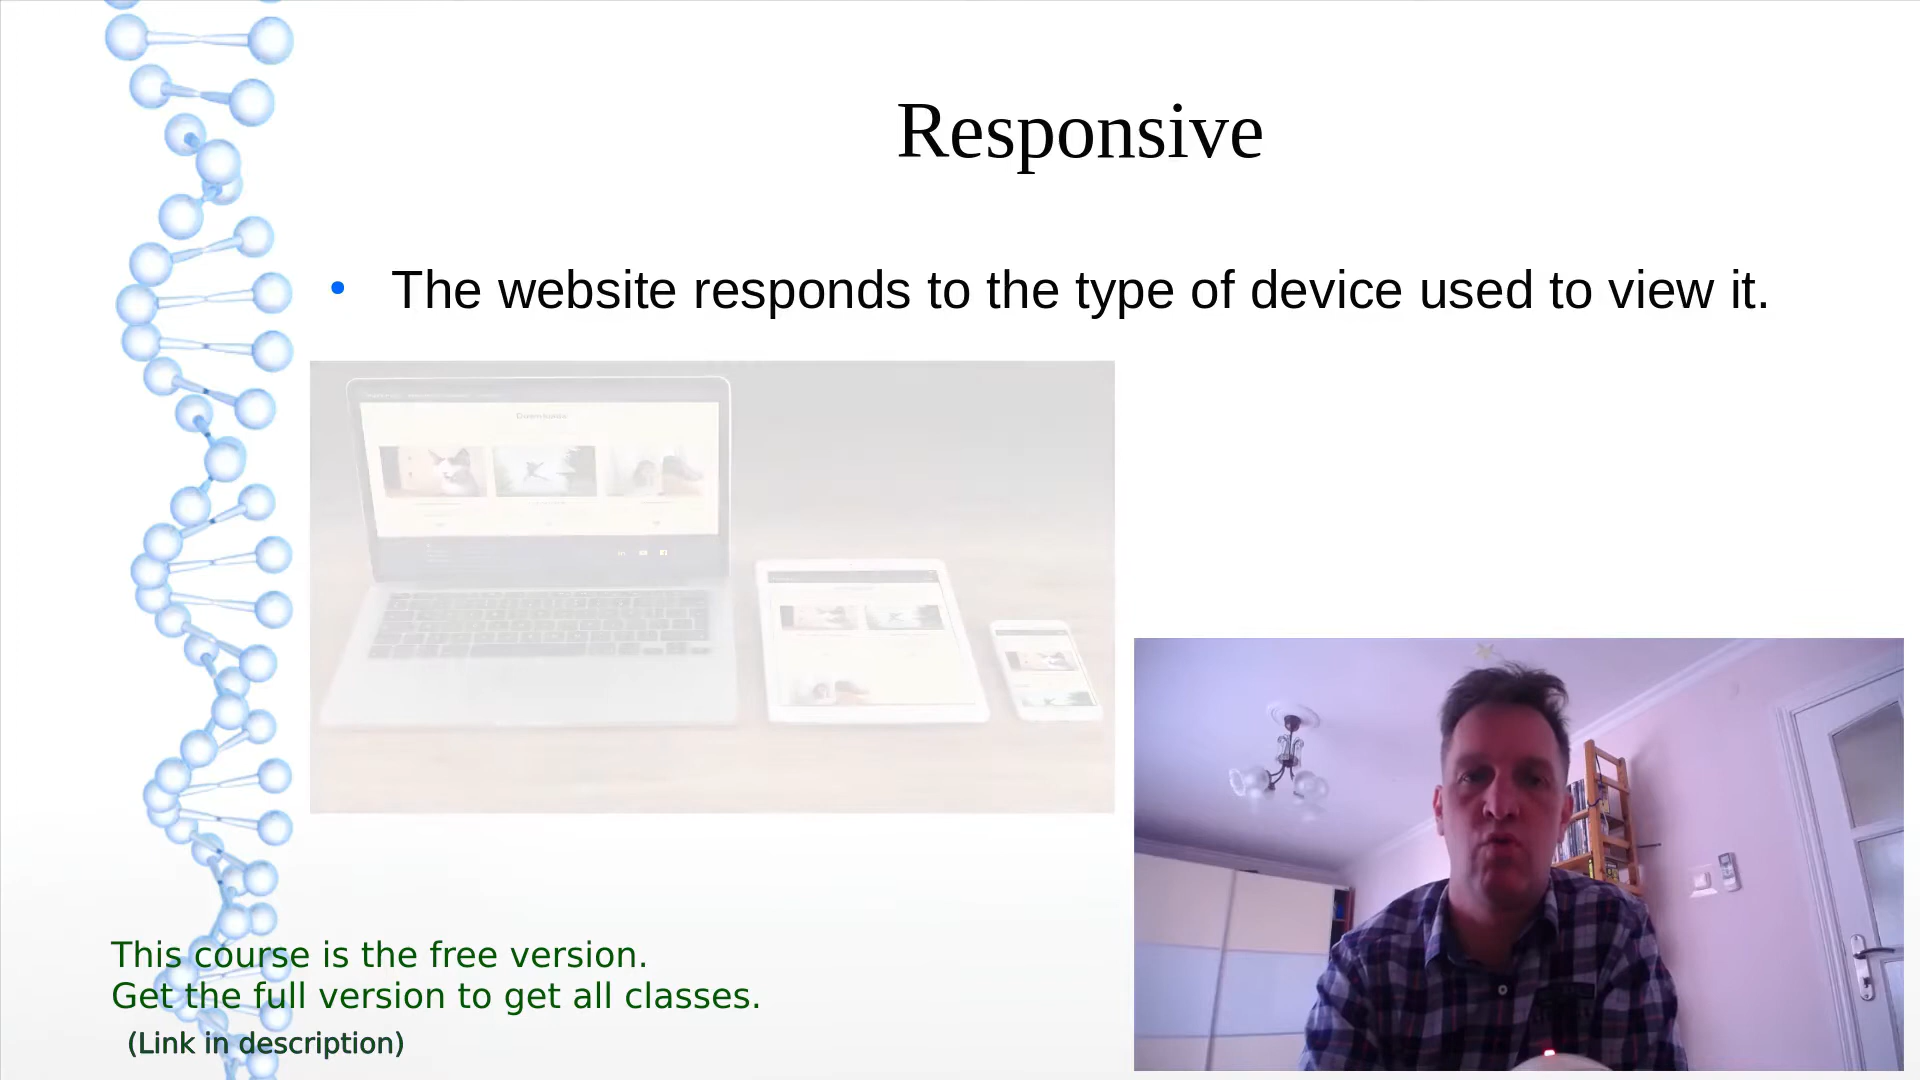 Responsive
• The website responds to the type of device used to view it.
This course is the free version.
Get the full version to get all classes.
(Link in description)